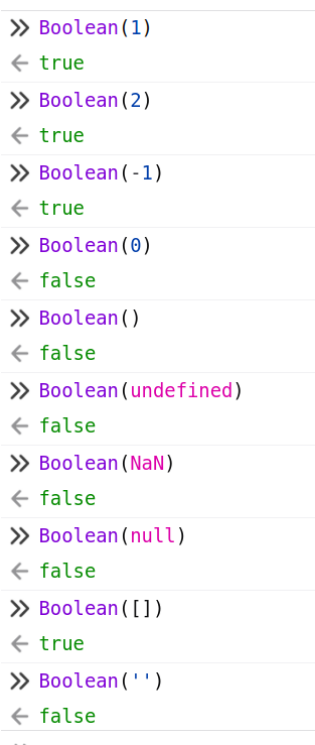 >> Boolean(1)
← true
>> Boolean(2)
← true
>> Boolean(-1)
← true
>> Boolean(0)
← false
>> Boolean()
← false
>> Boolean(undefined)
← false
>> Boolean(NaN)
← false
>> Boolean(null)
← false
>> Boolean([])
← true
>> Boolean('')
← false